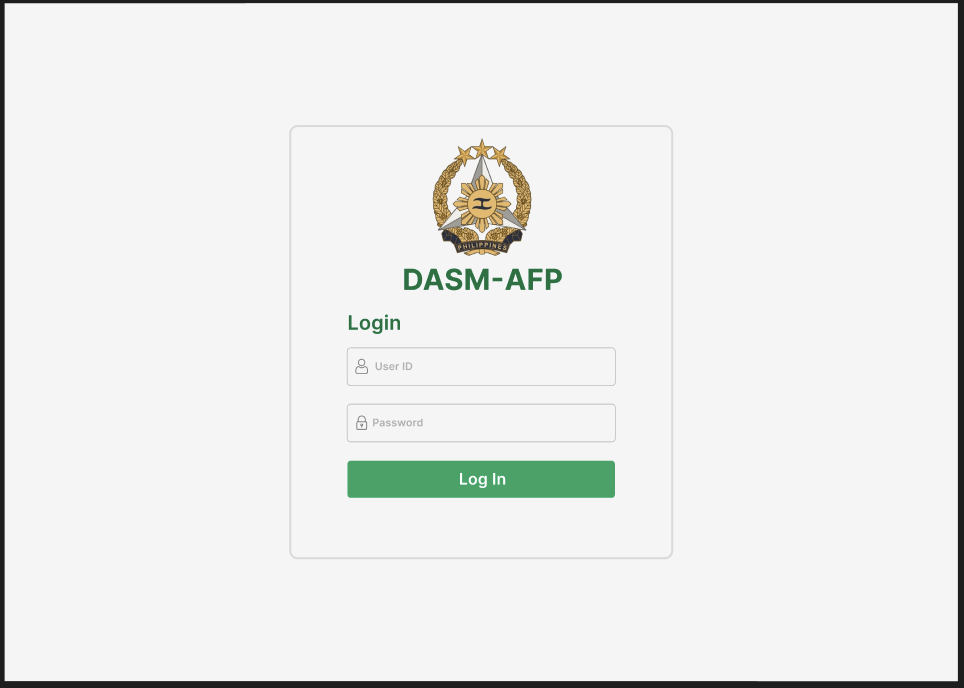 PHILIPPINES
DASM-AFP
Login
User ID
Password
Log In